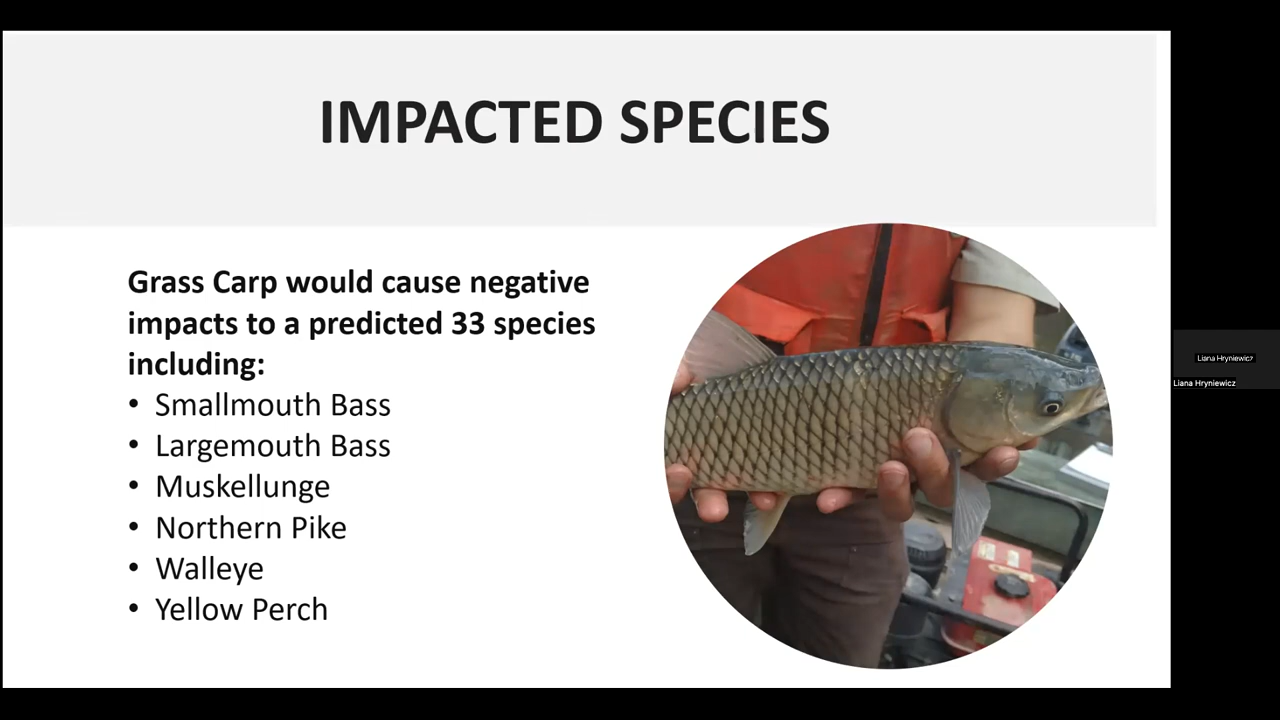 IMPACTED SPECIES
Grass Carp would cause negative
impacts to a predicted 33 species
including:
• Smallmouth Bass
• Largemouth Bass
• Muskellunge
• Northern Pike
• Walleye
• Yellow Perch
Liana Hryniewicz
Liana Hryniewicz